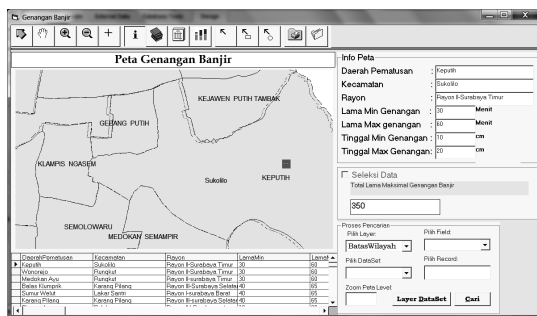 Genangan Banjir
Peta Genangan Banjir
KEJAWEN PUTIH TAMBAK
GEBANG PUTIH
KLAMPIS NGASEM
Sukolilo
KEPUTIH
SEMOLOWARU
MEDOKAN SEMAMPIR
Info Peta
Daerah Pematusan : Keputih
Kecamatan : Sukolilo
Rayon : Rayon II-Surabaya Timur
Lama Min Genangan : 30 Menit
Lama Max genangan : 60 Menit
Tinggal Min Genangan : 10 cm
Tinggal Max Genangan : 20 cm
Seleksi Data
Total Lama Maksimal Genangan Banjir
350
Proses Pencarian
Pilih Layer: Pilih Field:
BatasWilayah
Pilih DataSet Pilih Record:
Zoom Peta Level:
Layer DataSet Cari
DaerahPematusan Kecamatan Rayon LamaMin LamaM
Keputih Sukolilo Rayon II-Surabaya Timur 30 60
Wonorejo Rungkut Rayon II-Surabaya Timur 30 60
Medokan Ayu Rungkut Rayon II-Surabaya Timur 30 60
Balas Klumprik Karang Pilang Rayon III-Surabaya Selatan 40 65
Sumur Welut Lakar Santri Rayon I-surabaya Barat 40 65
Karang Pilang Karang Pilang Rayon III-surabaya Selatan 40 65